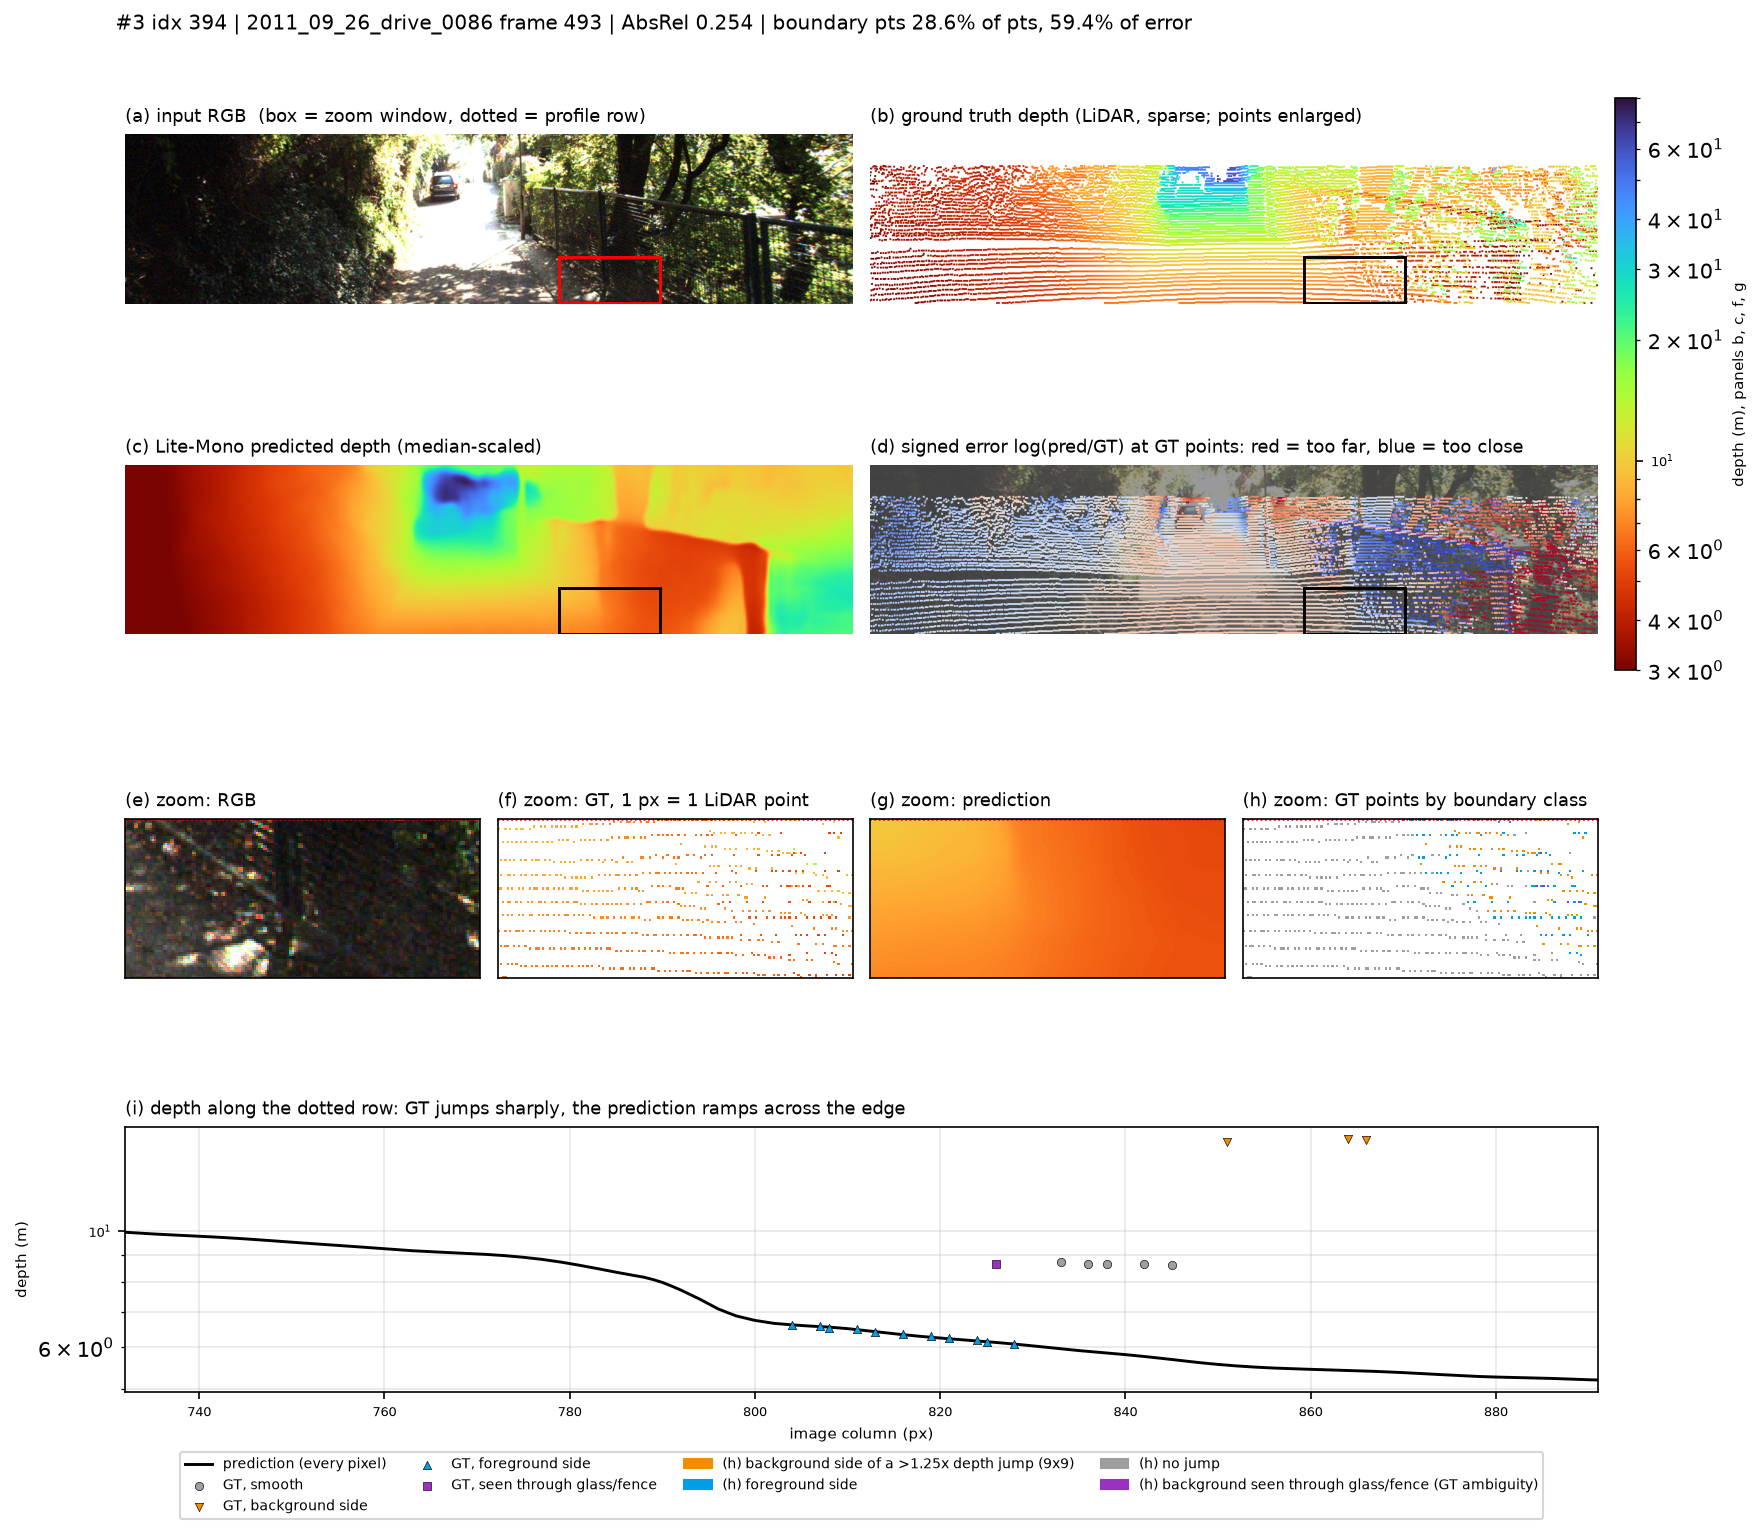 #3 idx 394 | 2011_09_26_drive_0086 frame 493 | AbsRel 0.254 | boundary pts 28.6% of pts, 59.4% of error
(a) input RGB  (box = zoom window, dotted = profile row)
(b) ground truth depth (LiDAR, sparse; points enlarged)
6 × 10¹
4 × 10¹
3 × 10¹
2 × 10¹
10¹
6 × 10⁰
4 × 10⁰
3 × 10⁰
depth (m), panels b, c, f, g
(c) Lite-Mono predicted depth (median-scaled)
(d) signed error log(pred/GT) at GT points: red = too far, blue = too close
(e) zoom: RGB
(f) zoom: GT, 1 px = 1 LiDAR point
(g) zoom: prediction
(h) zoom: GT points by boundary class
(i) depth along the dotted row: GT jumps sharply, the prediction ramps across the edge
depth (m)
10¹
6 × 10⁰
740 760 780 800 820 840 860 880
image column (px)
prediction (every pixel)
GT, smooth
GT, background side
GT, foreground side
GT, seen through glass/fence
(h) background side of a >1.25x depth jump (9x9)
(h) foreground side
(h) no jump
(h) background seen through glass/fence (GT ambiguity)